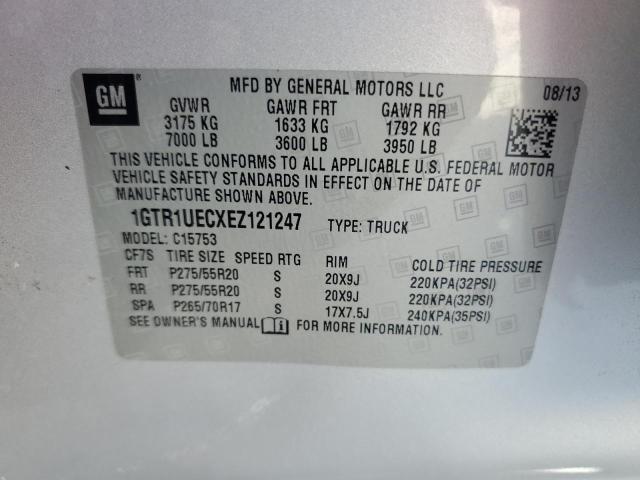 GM ®
MFD BY GENERAL MOTORS LLC 08/13
GVWR GAWR FRT GAWR RR
3175 KG 1633 KG 1792 KG
7000 LB 3600 LB 3950 LB
THIS VEHICLE CONFORMS TO ALL APPLICABLE U.S. FEDERAL MOTOR
VEHICLE SAFETY STANDARDS IN EFFECT ON THE DATE OF
MANUFACTURE SHOWN ABOVE.
1GTR1UECXEZ121247 TYPE: TRUCK
MODEL: C15753
CF7S TIRE SIZE SPEED RTG RIM COLD TIRE PRESSURE
FRT P275/55R20 S 20X9J 220KPA(32PSI)
RR P275/55R20 S 20X9J 220KPA(32PSI)
SPA P265/70R17 S 17X7.5J 240KPA(35PSI)
SEE OWNER'S MANUAL FOR MORE INFORMATION.